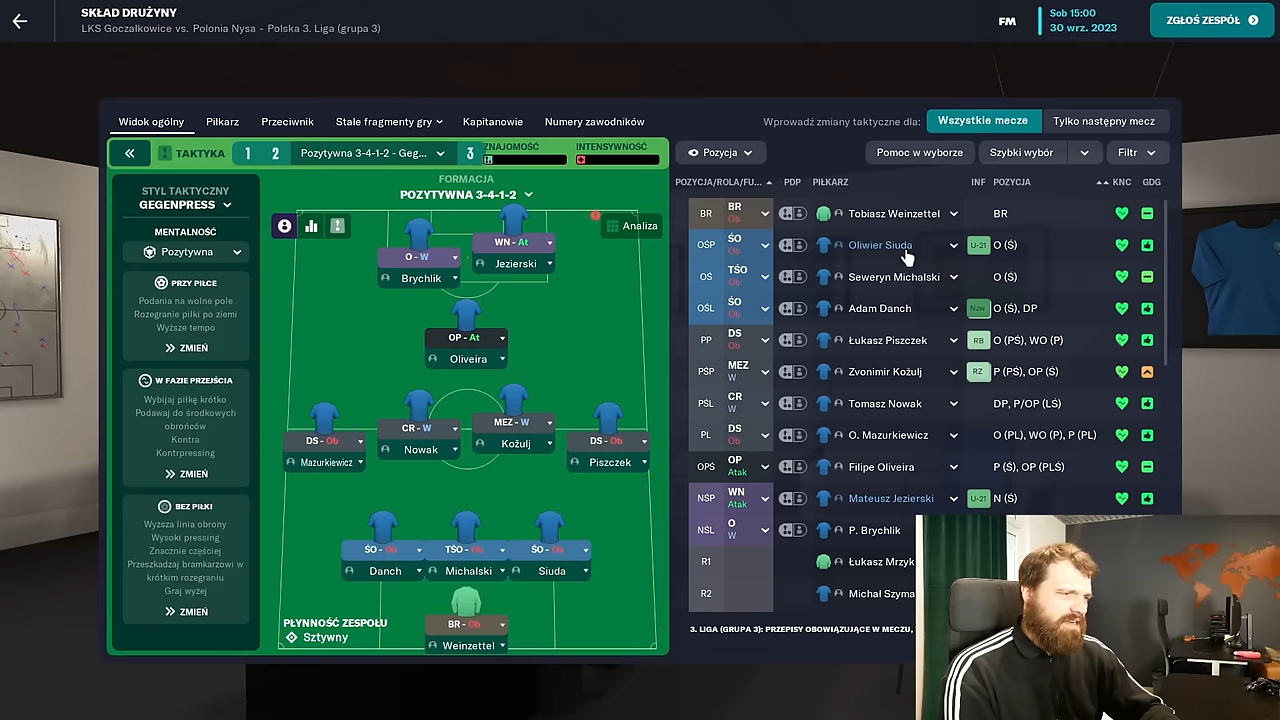 SKŁAD DRUŻYNY
LKS Goczałkowice vs. Polonia Nysa - Polska 3. Liga (grupa 3)
FM
Sob 15:00
30 wrz. 2023
ZGŁOŚ ZESPÓŁ
Widok ogólny
Piłkarz
Przeciwnik
Stałe fragmenty gry
Kapitanowie
Numery zawodników
Wprowadź zmiany taktyczne dla:
Wszystkie mecze
Tylko następny mecz
TAKTYKA
1
2
Pozytywna 3-4-1-2 - Geg...
3
ZNAJOMOŚĆ
INTENSYWNOŚĆ
STYL TAKTYCZNY
GEGENPRESS
MENTALNOŚĆ
Pozytywna
PRZY PIŁCE
Podania na wolne pole
Rozegranie piłki po ziemi
Wyższe tempo
ZMIEŃ
W FAZIE PRZEJŚCIA
Wybijaj piłkę krótko
Podawaj do środkowych
obrońców
Kontra
Kontrpressing
ZMIEŃ
BEZ PIŁKI
Wyższa linia obrony
Wysoki pressing
Znacznie częściej
Przeszkadzaj bramkarzowi w
krótkim rozegraniu
Graj wyżej
ZMIEŃ
FORMACJA
POZYTYWNA 3-4-1-2
Analiza
WN - At
Jezierski
O - W
Brychlik
OP - At
Oliveira
DS - Ob
Mazurkiewicz
CR - W
Nowak
MEZ - W
Kożulj
DS - Ob
Piszczek
ŚO - Ob
Danch
TŚO - Ob
Michalski
ŚO - Ob
Siuda
BR - Ob
Weinzettel
PŁYNNOŚĆ ZESPOŁU
Sztywny
Pozycja
Pomoc w wyborze
Szybki wybór
Filtr
POZYCJA/ROLA/FU... PDP PIŁKARZ INF POZYCJA KNC GDG
BR BR Ob Tobiasz Weinzettel BR
OŚP ŚO Ob Oliwier Siuda U-21 O (Ś)
OŚ TŚO Ob Seweryn Michalski O (Ś)
OŚL ŚO Ob Adam Danch Nzw O (Ś), DP
PP DS Ob Łukasz Piszczek RB O (PŚ), WO (P)
PŚP MEZ W Zvonimir Kożulj RZ P (PŚ), OP (Ś)
PŚL CR W Tomasz Nowak DP, P/OP (LŚ)
PL DS Ob O. Mazurkiewicz O (PL), WO (P), P (PL)
OPŚ OP Atak Filipe Oliveira P (Ś), OP (PLŚ)
NŚP WN Atak Mateusz Jezierski U-21 N (Ś)
NŚL O W P. Brychlik
R1 Łukasz Mrzyk
R2 Michał Szyma
3. LIGA (GRUPA 3): PRZEPISY OBOWIĄZUJĄCE W MECZU,